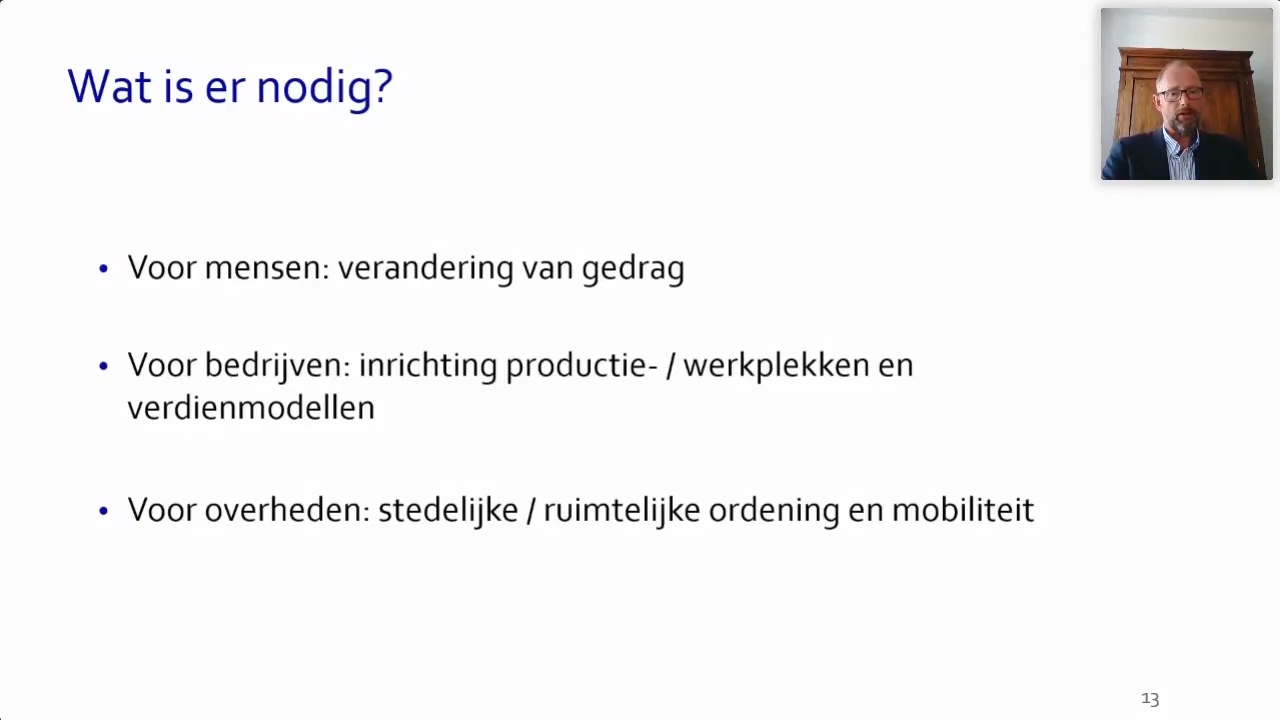 Wat is er nodig?
• Voor mensen: verandering van gedrag
• Voor bedrijven: inrichting productie- / werkplekken en
verdienmodellen
• Voor overheden: stedelijke / ruimtelijke ordening en mobiliteit
13